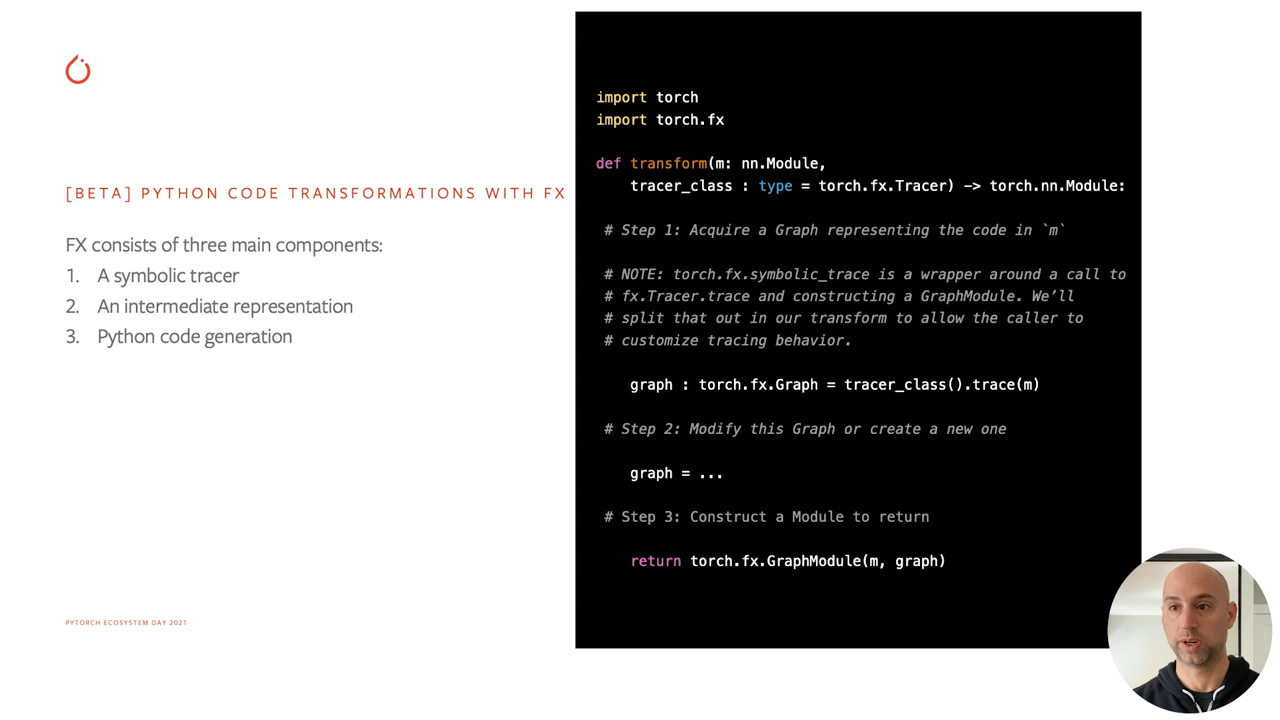 [BETA] PYTHON CODE TRANSFORMATIONS WITH FX
FX consists of three main components:
1. A symbolic tracer
2. An intermediate representation
3. Python code generation
PYTORCH ECOSYSTEM DAY 2021
import torch
import torch.fx
def transform(m: nn.Module,
tracer_class : type = torch.fx.Tracer) -> torch.nn.Module:
# Step 1: Acquire a Graph representing the code in `m`
# NOTE: torch.fx.symbolic_trace is a wrapper around a call to
# fx.Tracer.trace and constructing a GraphModule. We’ll
# split that out in our transform to allow the caller to
# customize tracing behavior.
graph : torch.fx.Graph = tracer_class().trace(m)
# Step 2: Modify this Graph or create a new one
graph = ...
# Step 3: Construct a Module to return
return torch.fx.GraphModule(m, graph)